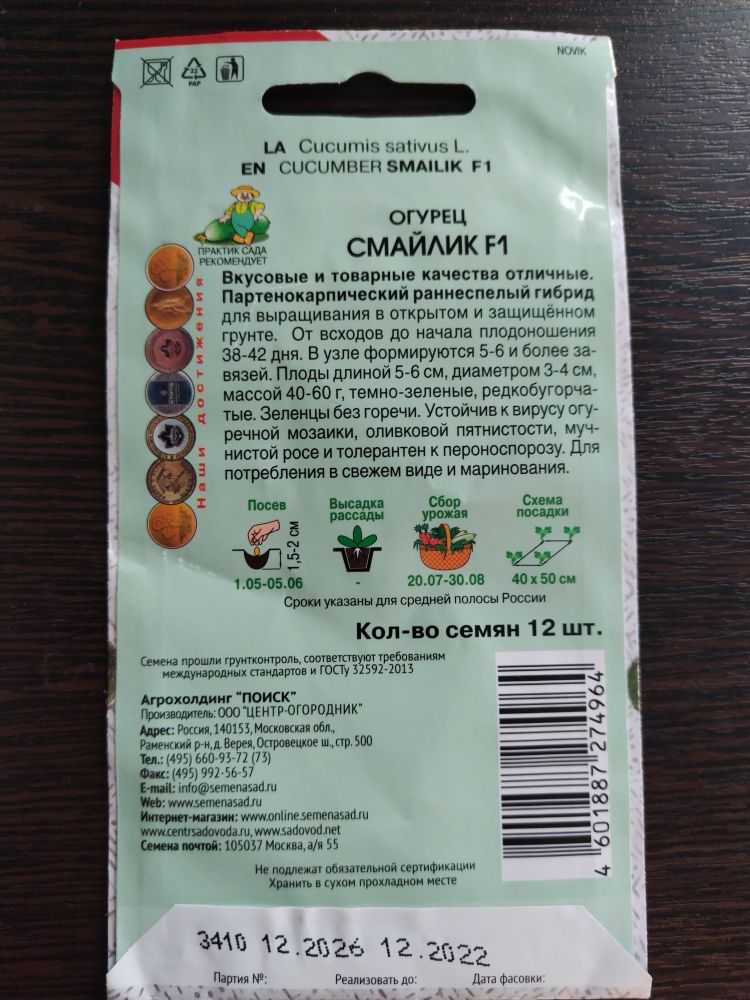 NOVIK
22
PAP
LA Cucumis sativus L.
EN CUCUMBER SMAILIK F1
ОГУРЕЦ
СМАЙЛИК F1
ПРАКТИК САДА
РЕКОМЕНДУЕТ
Наши достижения
Вкусовые и товарные качества отличные.
Партенокарпический раннеспелый гибрид
для выращивания в открытом и защищённом
грунте. От всходов до начала плодоношения
38-42 дня. В узле формируются 5-6 и более за-
вязей. Плоды длиной 5-6 см, диаметром 3-4 см,
массой 40-60 г, темно-зеленые, редкобугорча-
тые. Зеленцы без горечи. Устойчив к вирусу огу-
речной мозаики, оливковой пятнистости, муч-
нистой росе и толерантен к пероноспорозу. Для
потребления в свежем виде и маринования.
Посев
1,5-2 см
1.05-05.06
Высадка
рассады
-
Сбор
урожая
20.07-30.08
Схема
посадки
40 x 50 см
Сроки указаны для средней полосы России
Кол-во семян 12 шт.
Семена прошли грунтконтроль, соответствуют требованиям
международных стандартов и ГОСТу 32592-2013
Агрохолдинг "ПОИСК"
Производитель: ООО "ЦЕНТР-ОГОРОДНИК"
Адрес: Россия, 140153, Московская обл.,
Раменский р-н, д. Верея, Островецкое ш., стр. 500
Тел.: (495) 660-93-72 (73)
Факс: (495) 992-56-57
E-mail: info@semenasad.ru
Web: www.semenasad.ru
Интернет-магазин: www.online.semenasad.ru
www.centrsadovoda.ru, www.sadovod.net
Семена почтой: 105037 Москва, а/я 55
4 601887 274964
Не подлежат обязательной сертификации
Хранить в сухом прохладном месте
3410 12.2026 12.2022
Партия №: Реализовать до: Дата фасовки: